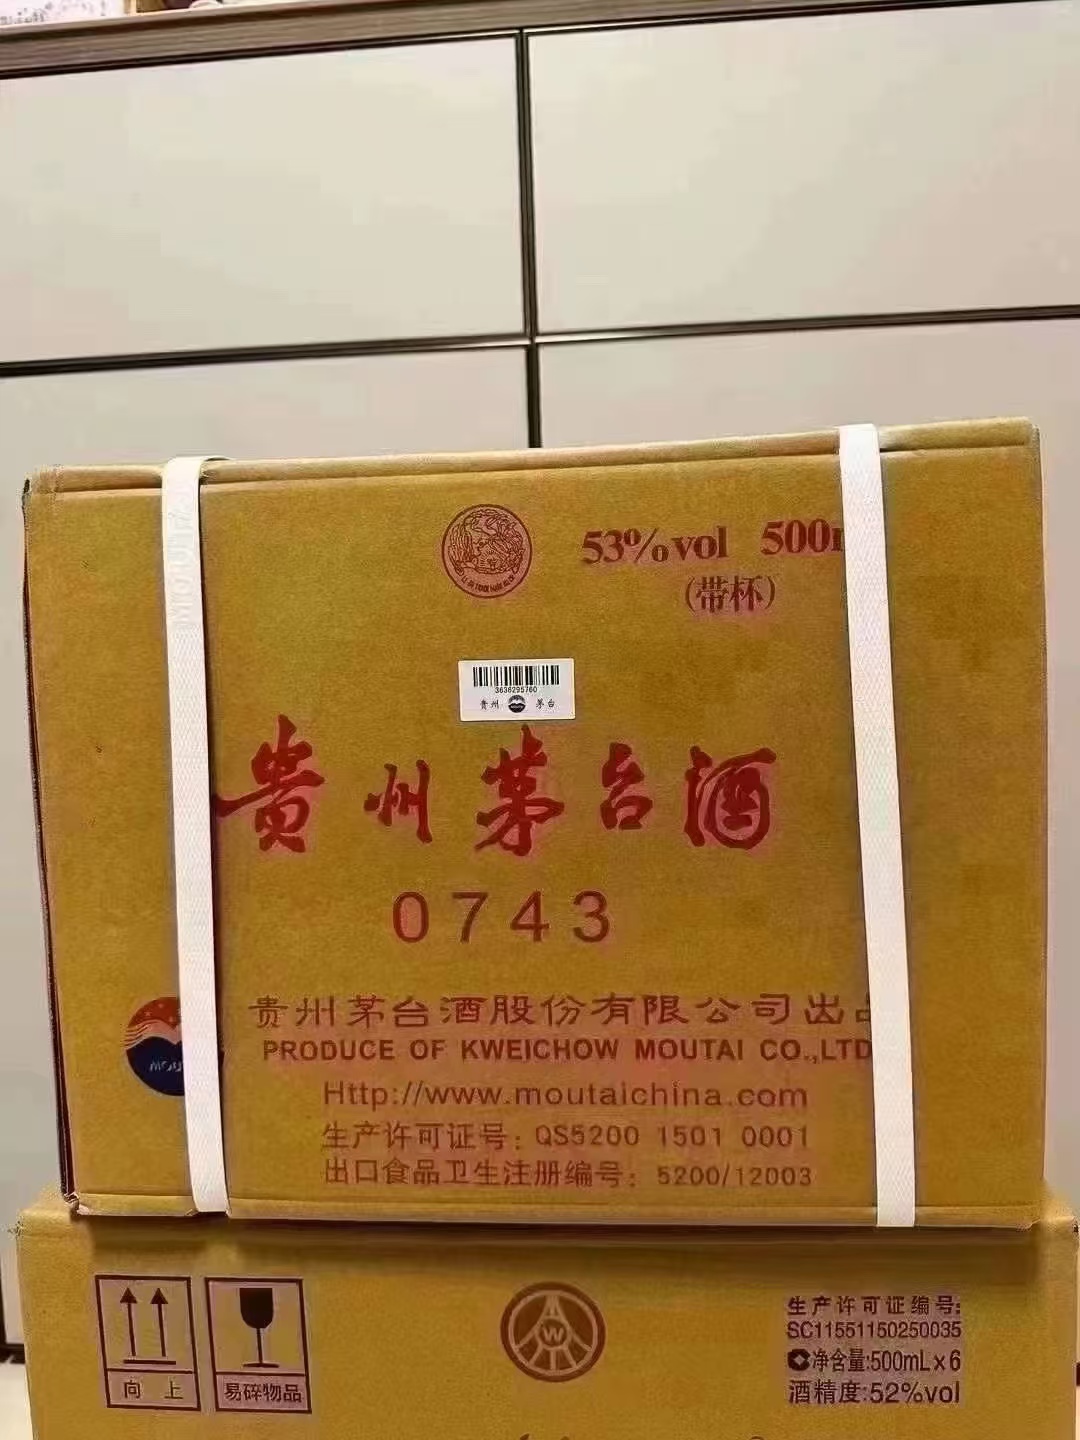 53%vol 500m
(带杯)
MOUTAI
3636295760
贵州 茅台
贵州茅台酒
0743
贵州茅台酒股份有限公司出品
MOU
PRODUCE OF KWEICHOW MOUTAI CO.,LTD
Http://www.moutaichina.com
生产许可证号：QS5200 1501 0001
出口食品卫生注册编号：5200/12003
向 上
易碎物品
W
生产许可证编号:
SC11551150250035
净含量:500mL×6
酒精度:52%vol